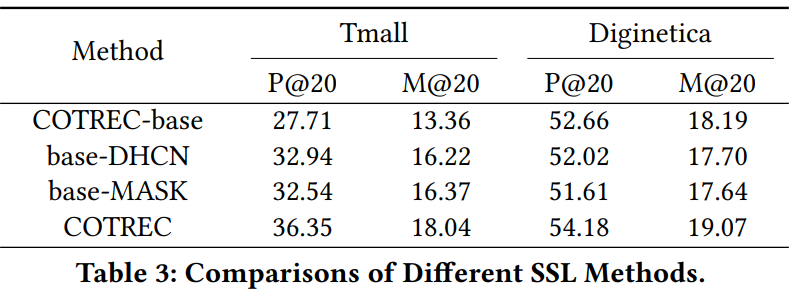 Method Tmall Diginetica
P@20 M@20 P@20 M@20
COTREC-base 27.71 13.36 52.66 18.19
base-DHCN 32.94 16.22 52.02 17.70
base-MASK 32.54 16.37 51.61 17.64
COTREC 36.35 18.04 54.18 19.07
Table 3: Comparisons of Different SSL Methods.